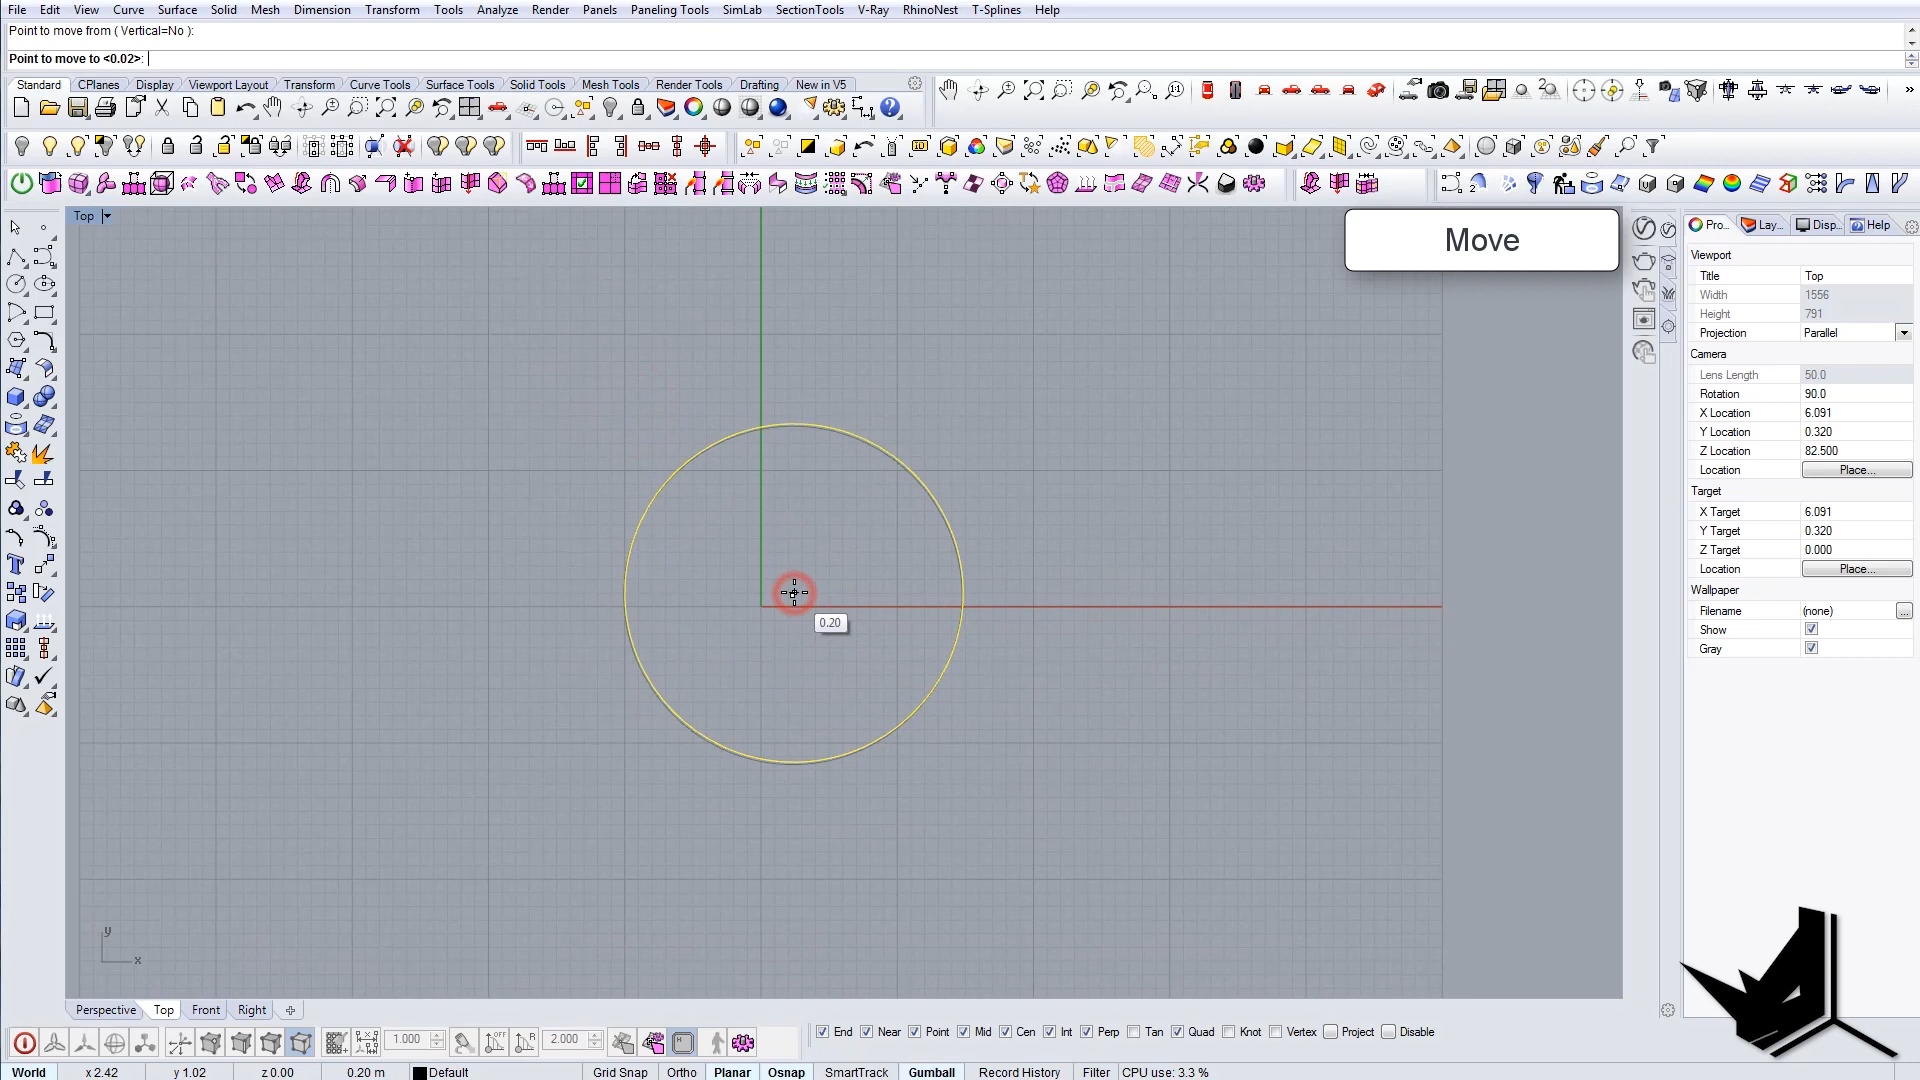 File Edit View Curve Surface Solid Mesh Dimension Transform Tools Analyze Render Panels Paneling Tools SimLab SectionTools V-Ray RhinoNest T-Splines Help
Point to move from ( Vertical=No ):
Point to move to <0.02>:
Standard CPlanes Display Viewport Layout Transform Curve Tools Surface Tools Solid Tools Mesh Tools Render Tools Drafting New in V5
Top
Move
Pro... Lay... Disp... Help
Viewport
Title Top
Width 1556
Height 791
Projection Parallel
Camera
Lens Length 50.0
Rotation 90.0
X Location 6.091
Y Location 0.320
Z Location 82.500
Location Place...
Target
X Target 6.091
Y Target 0.320
Z Target 0.000
Location Place...
Wallpaper
Filename (none) ...
Show
Gray
0.20
y
x
Perspective Top Front Right
1.000 2.000
End Near Point Mid Cen Int Perp Tan Quad Knot Vertex Project Disable
World x 2.42 y 1.02 z 0.00 0.20 m Default Grid Snap Ortho Planar Osnap SmartTrack Gumball Record History Filter CPU use: 3.3 %